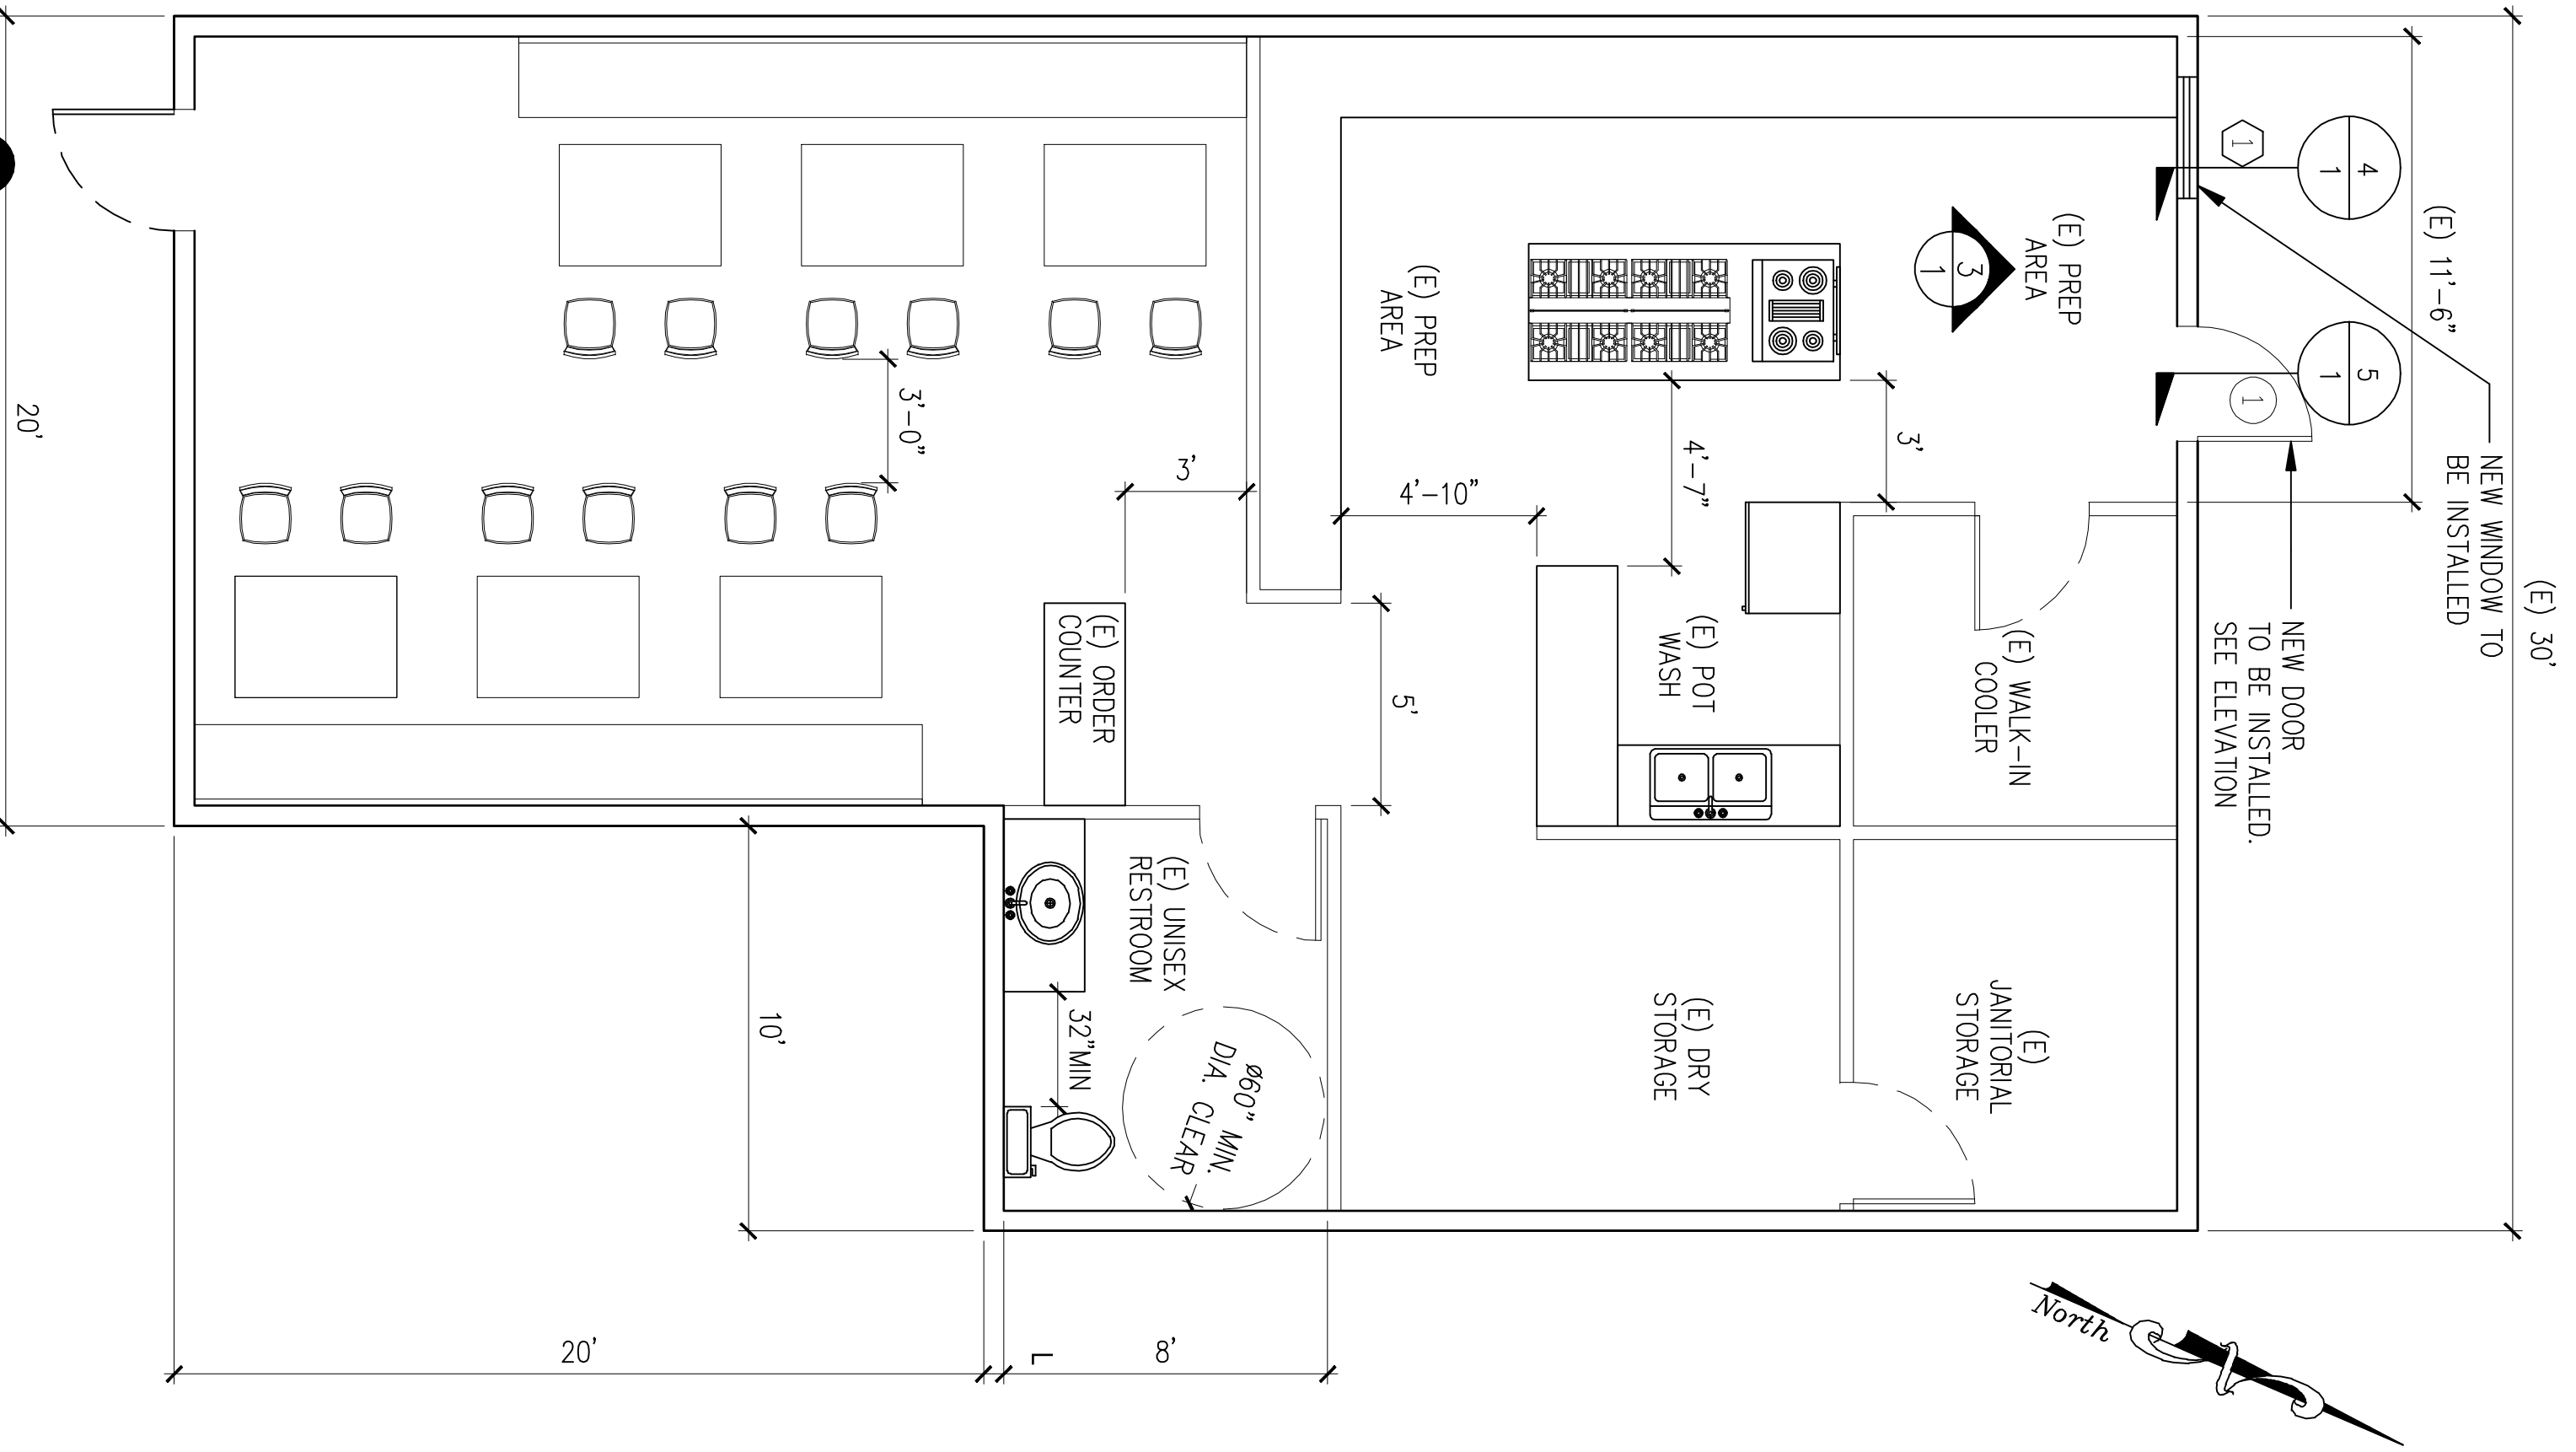 (E) 30'
NEW WINDOW TO
BE INSTALLED
(E) 11'-6"
4
1
1
5
1
1
NEW DOOR
TO BE INSTALLED.
SEE ELEVATION
(E) PREP
AREA
3
1
(E) PREP
AREA
3'
4'-7"
4'-10"
(E) WALK-IN
COOLER
(E) POT
WASH
(E)
JANITORIAL
STORAGE
(E) DRY
STORAGE
5'
3'
3'-0"
(E) ORDER
COUNTER
(E) UNISEX
RESTROOM
32"MIN
ø60" MIN.
DIA. CLEAR
20'
10'
20'
L
8'
North